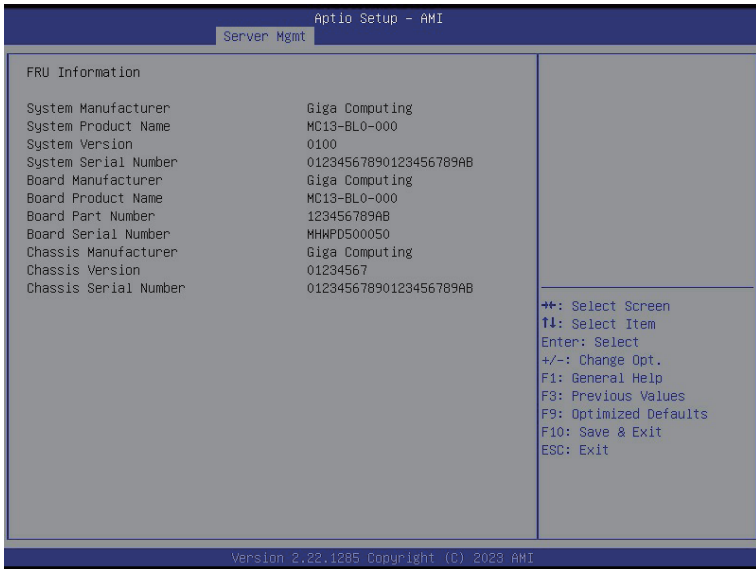 Aptio Setup – AMI
Server Mgmt
FRU Information
System Manufacturer Giga Computing
System Product Name MC13-BL0-000
System Version 0100
System Serial Number 01234567890123456789AB
Board Manufacturer Giga Computing
Board Product Name MC13-BL0-000
Board Part Number 123456789AB
Board Serial Number MHWPD500050
Chassis Manufacturer Giga Computing
Chassis Version 01234567
Chassis Serial Number 01234567890123456789AB
→←: Select Screen
↑↓: Select Item
Enter: Select
+/-: Change Opt.
F1: General Help
F3: Previous Values
F9: Optimized Defaults
F10: Save & Exit
ESC: Exit
Version 2.22.1285 Copyright (C) 2023 AMI